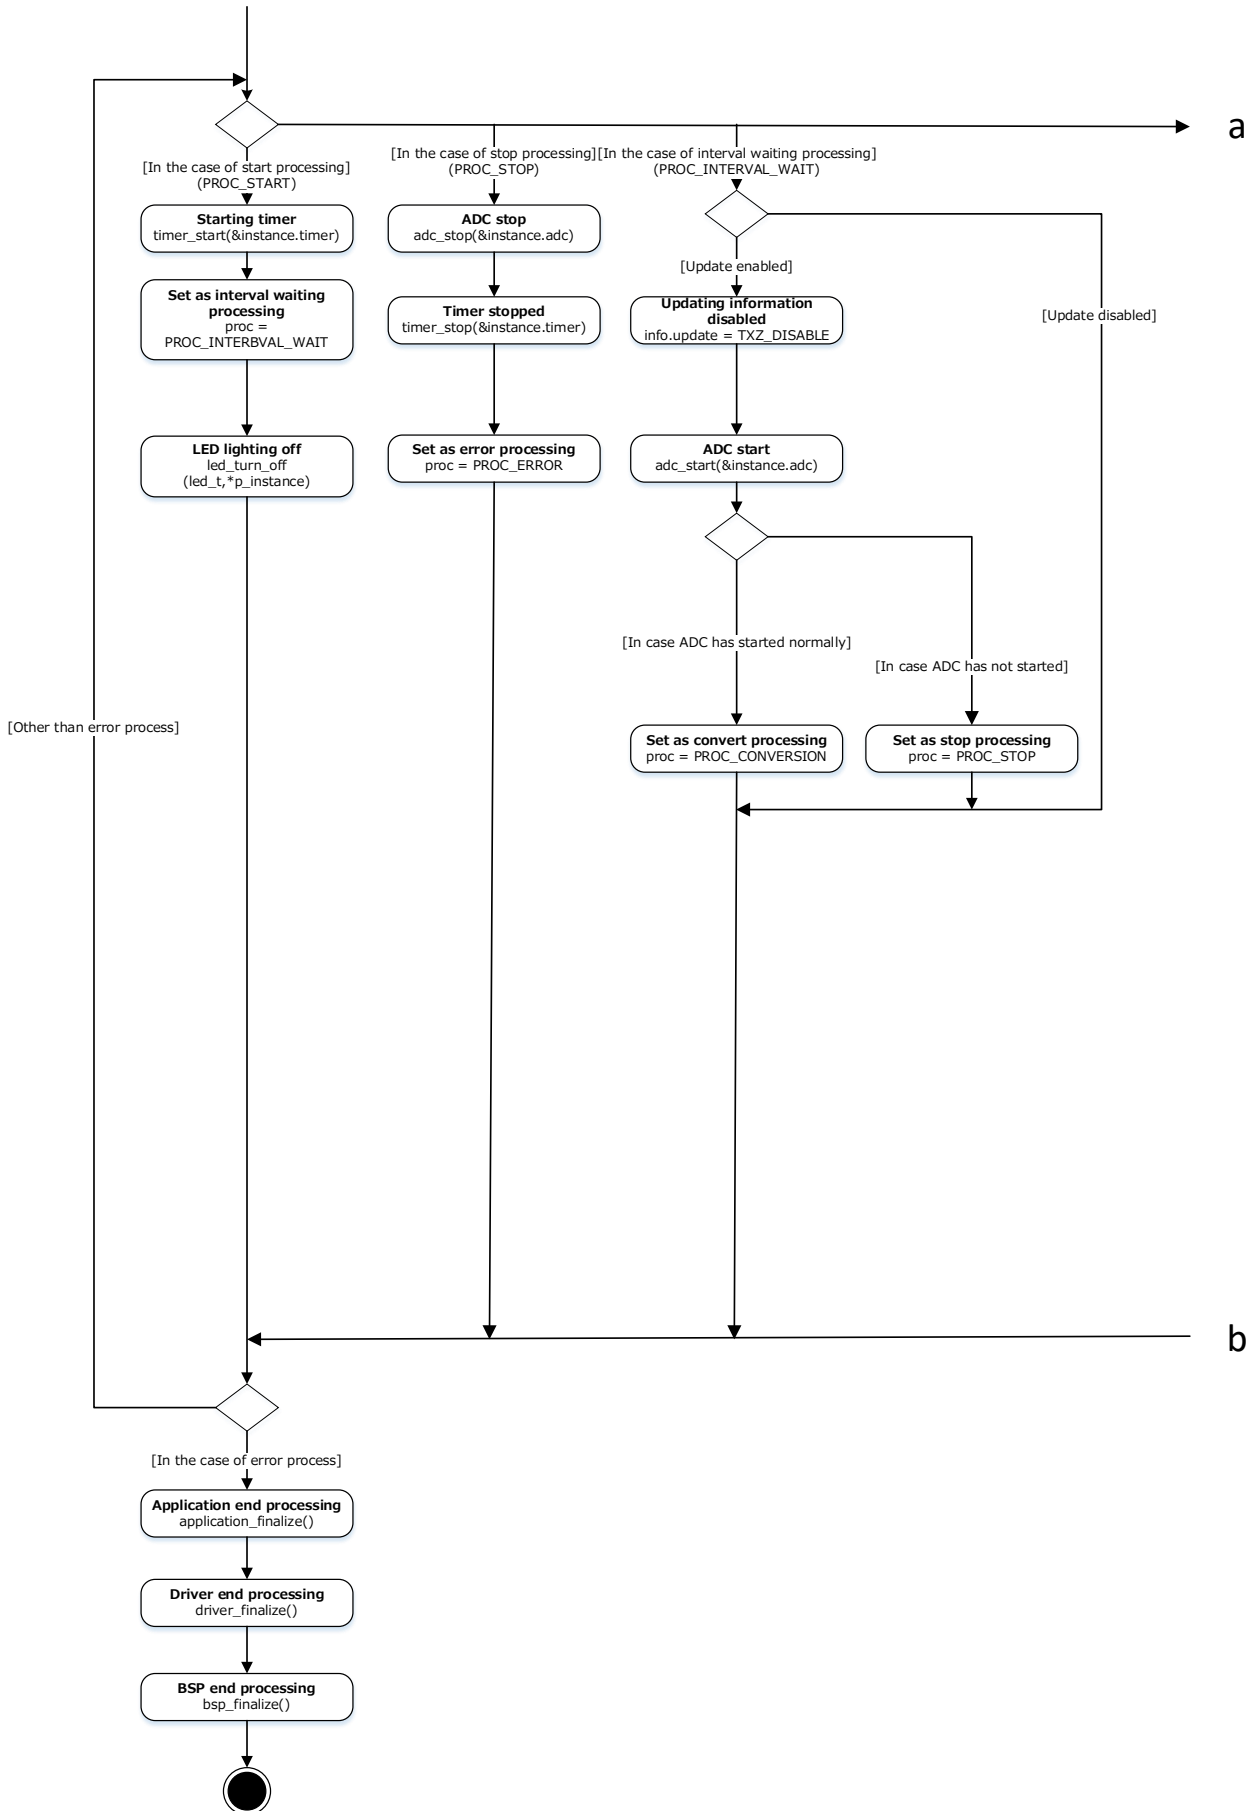 a
[In the case of start processing]
(PROC_START)
[In the case of stop processing]
(PROC_STOP)
[In the case of interval waiting processing]
(PROC_INTERVAL_WAIT)
Starting timer
timer_start(&instance.timer)
ADC stop
adc_stop(&instance.adc)
[Update enabled]
Set as interval waiting
processing
proc =
PROC_INTERBVAL_WAIT
Timer stopped
timer_stop(&instance.timer)
Updating information
disabled
info.update = TXZ_DISABLE
[Update disabled]
LED lighting off
led_turn_off
(led_t,*p_instance)
Set as error processing
proc = PROC_ERROR
ADC start
adc_start(&instance.adc)
[In case ADC has started normally]
[In case ADC has not started]
[Other than error process]
Set as convert processing
proc = PROC_CONVERSION
Set as stop processing
proc = PROC_STOP
b
[In the case of error process]
Application end processing
application_finalize()
Driver end processing
driver_finalize()
BSP end processing
bsp_finalize()